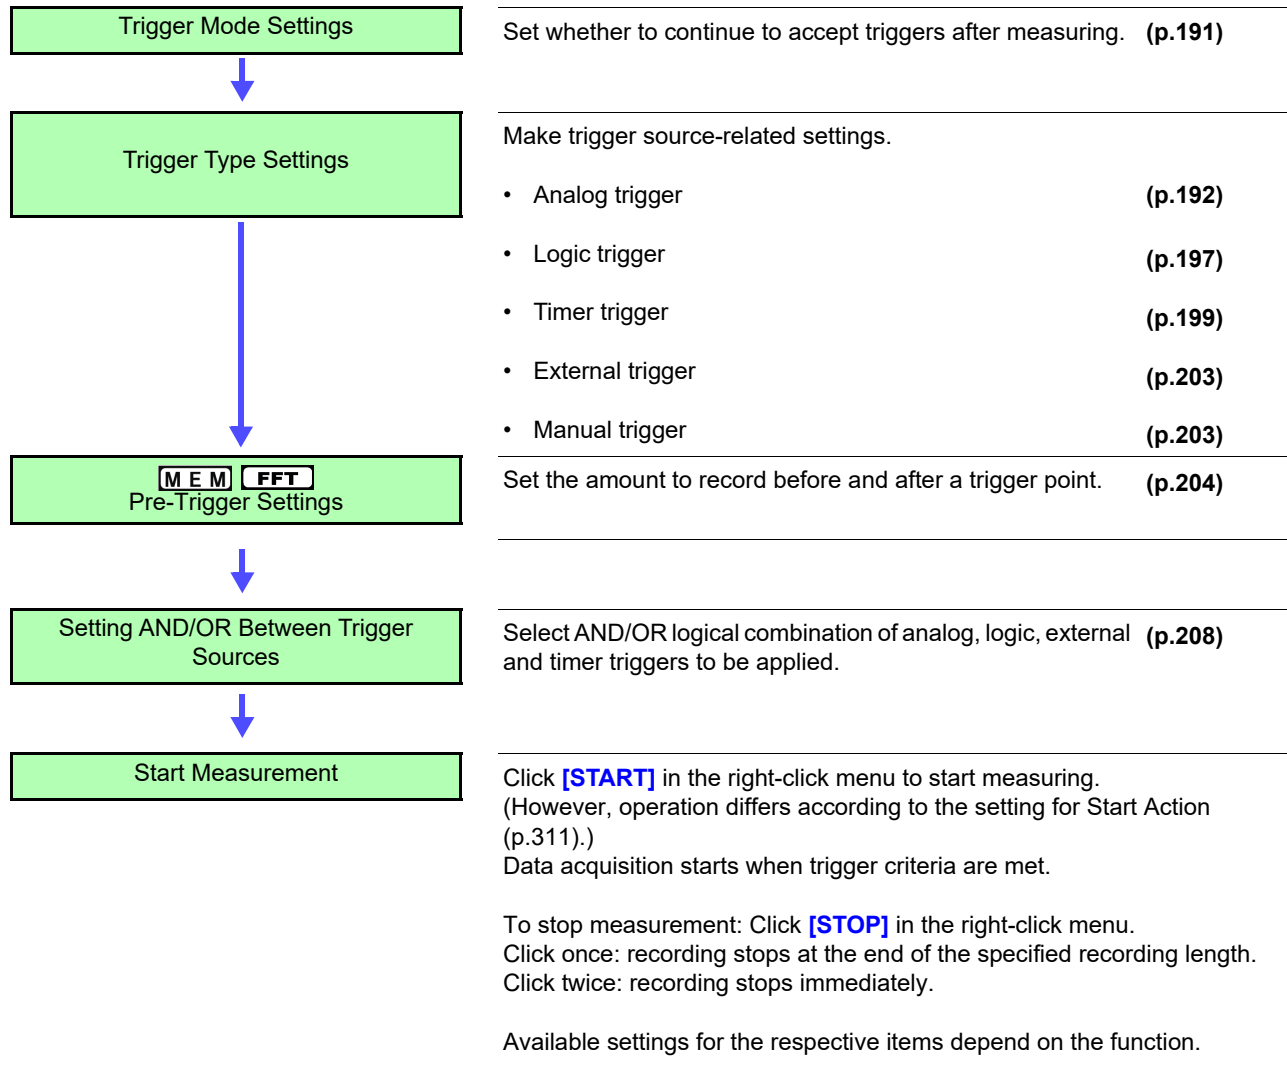 Trigger Mode Settings
Set whether to continue to accept triggers after measuring. (p.191)
Trigger Type Settings
Make trigger source-related settings.
• Analog trigger (p.192)
• Logic trigger (p.197)
• Timer trigger (p.199)
• External trigger (p.203)
• Manual trigger (p.203)
MEM FFT
Pre-Trigger Settings
Set the amount to record before and after a trigger point. (p.204)
Setting AND/OR Between Trigger
Sources
Select AND/OR logical combination of analog, logic, external (p.208)
and timer triggers to be applied.
Start Measurement
Click [START] in the right-click menu to start measuring.
(However, operation differs according to the setting for Start Action
(p.311).)
Data acquisition starts when trigger criteria are met.
To stop measurement: Click [STOP] in the right-click menu.
Click once: recording stops at the end of the specified recording length.
Click twice: recording stops immediately.
Available settings for the respective items depend on the function.